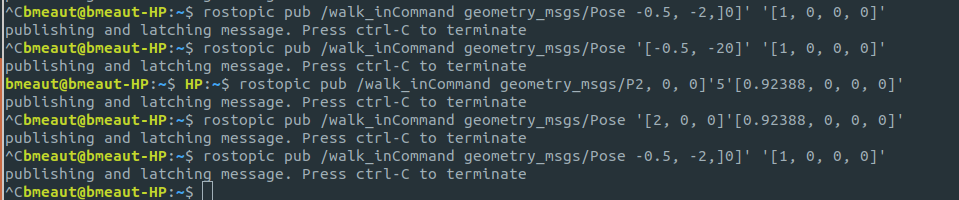 ^Cbmeaut@bmeaut-HP:~$ rostopic pub /walk_inCommand geometry_msgs/Pose -0.5, -2,]0]' '[1, 0, 0, 0]'
publishing and latching message. Press ctrl-C to terminate
^Cbmeaut@bmeaut-HP:~$ rostopic pub /walk_inCommand geometry_msgs/Pose '[-0.5, -20]' '[1, 0, 0, 0]'
publishing and latching message. Press ctrl-C to terminate
bmeaut@bmeaut-HP:~$ HP:~$ rostopic pub /walk_inCommand geometry_msgs/P2, 0, 0]'5'[0.92388, 0, 0, 0]'
publishing and latching message. Press ctrl-C to terminate
^Cbmeaut@bmeaut-HP:~$ rostopic pub /walk_inCommand geometry_msgs/Pose '[2, 0, 0]'[0.92388, 0, 0, 0]'
publishing and latching message. Press ctrl-C to terminate
^Cbmeaut@bmeaut-HP:~$ rostopic pub /walk_inCommand geometry_msgs/Pose -0.5, -2,]0]' '[1, 0, 0, 0]'
publishing and latching message. Press ctrl-C to terminate
^Cbmeaut@bmeaut-HP:~$